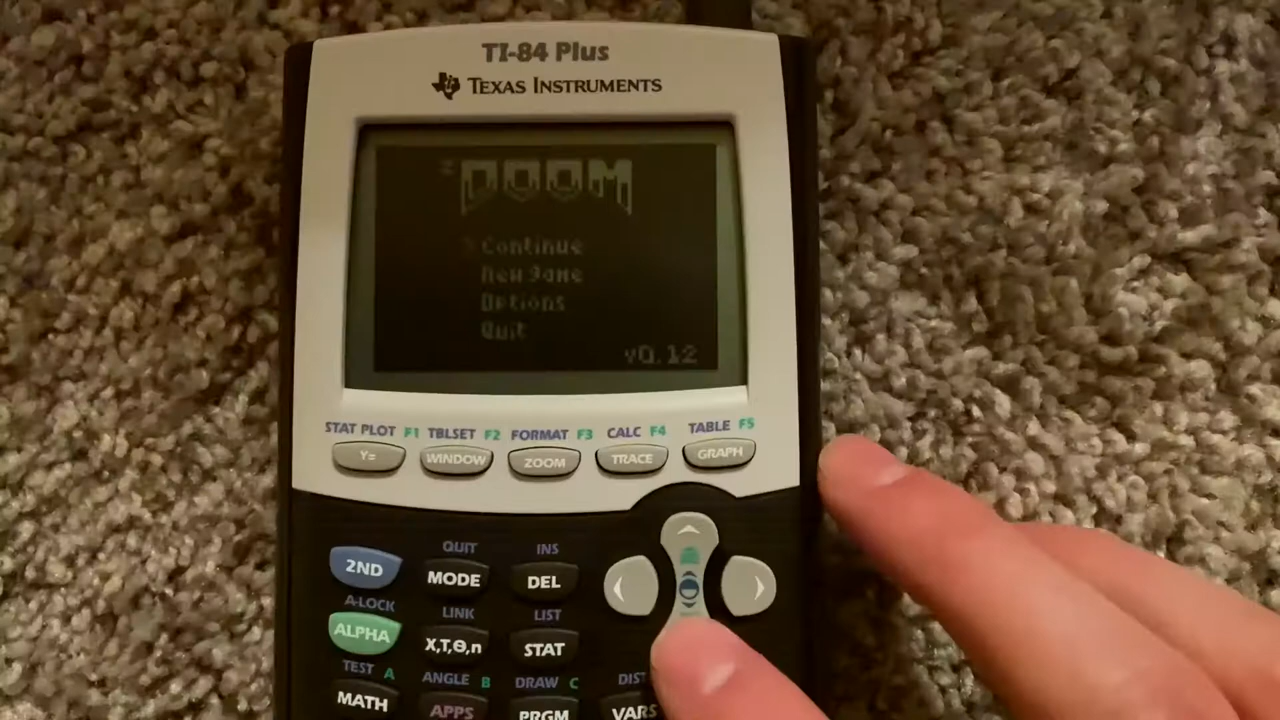 TI-84 Plus
TEXAS INSTRUMENTS
z DOOM
Continue
New game
Options
Quit
v0.12
STAT PLOT F1 TBLSET F2 FORMAT F3 CALC F4 TABLE F5
Y= WINDOW ZOOM TRACE GRAPH
QUIT INS
2ND MODE DEL
A-LOCK LINK LIST
ALPHA X,T,Θ,n STAT
TEST A ANGLE B DRAW C
MATH APPS PRGM VARS